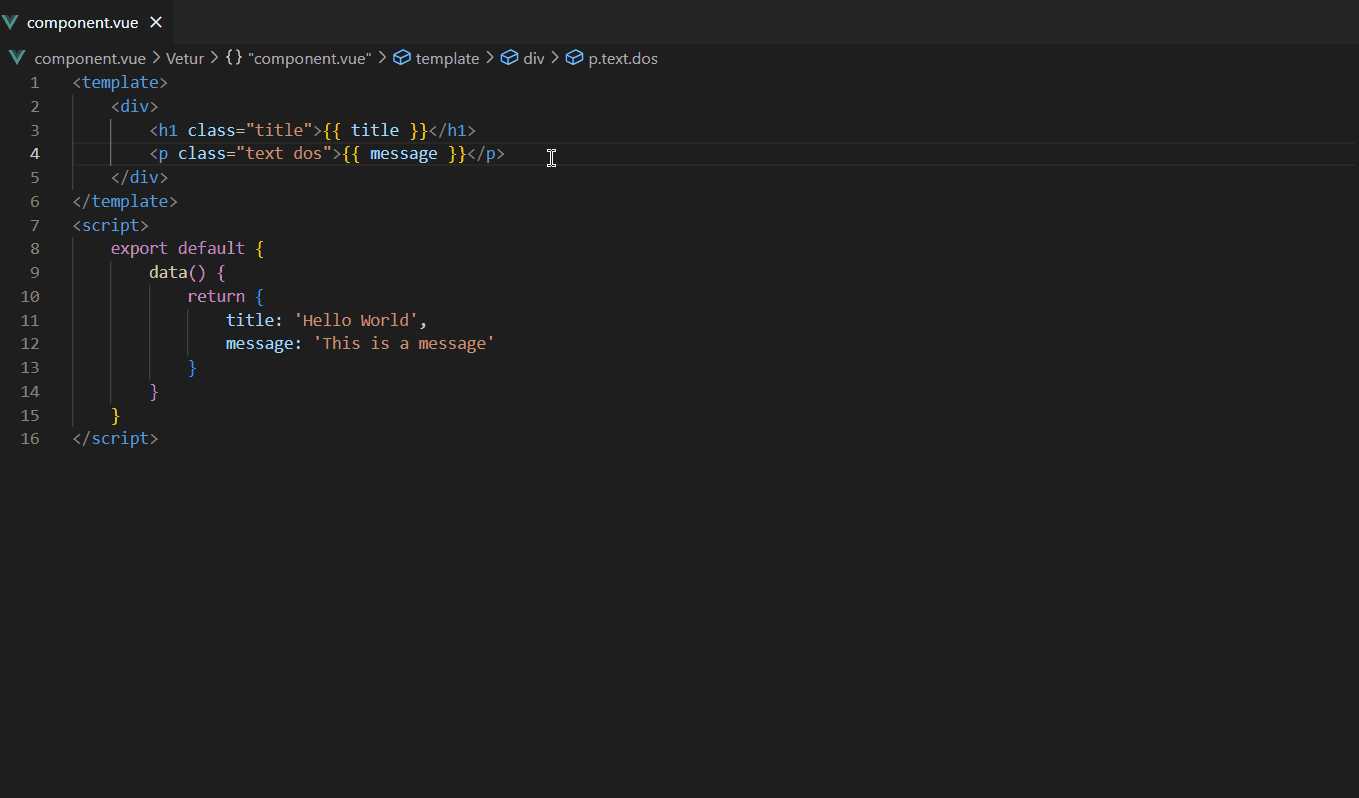 component.vue
component.vue > Vetur > {} "component.vue" > template > div > p.text.dos
1 <template>
2     <div>
3         <h1 class="title">{{ title }}</h1>
4         <p class="text dos">{{ message }}</p>
5     </div>
6 </template>
7 <script>
8     export default {
9         data() {
10             return {
11                 title: 'Hello World',
12                 message: 'This is a message'
13             }
14         }
15     }
16 </script>